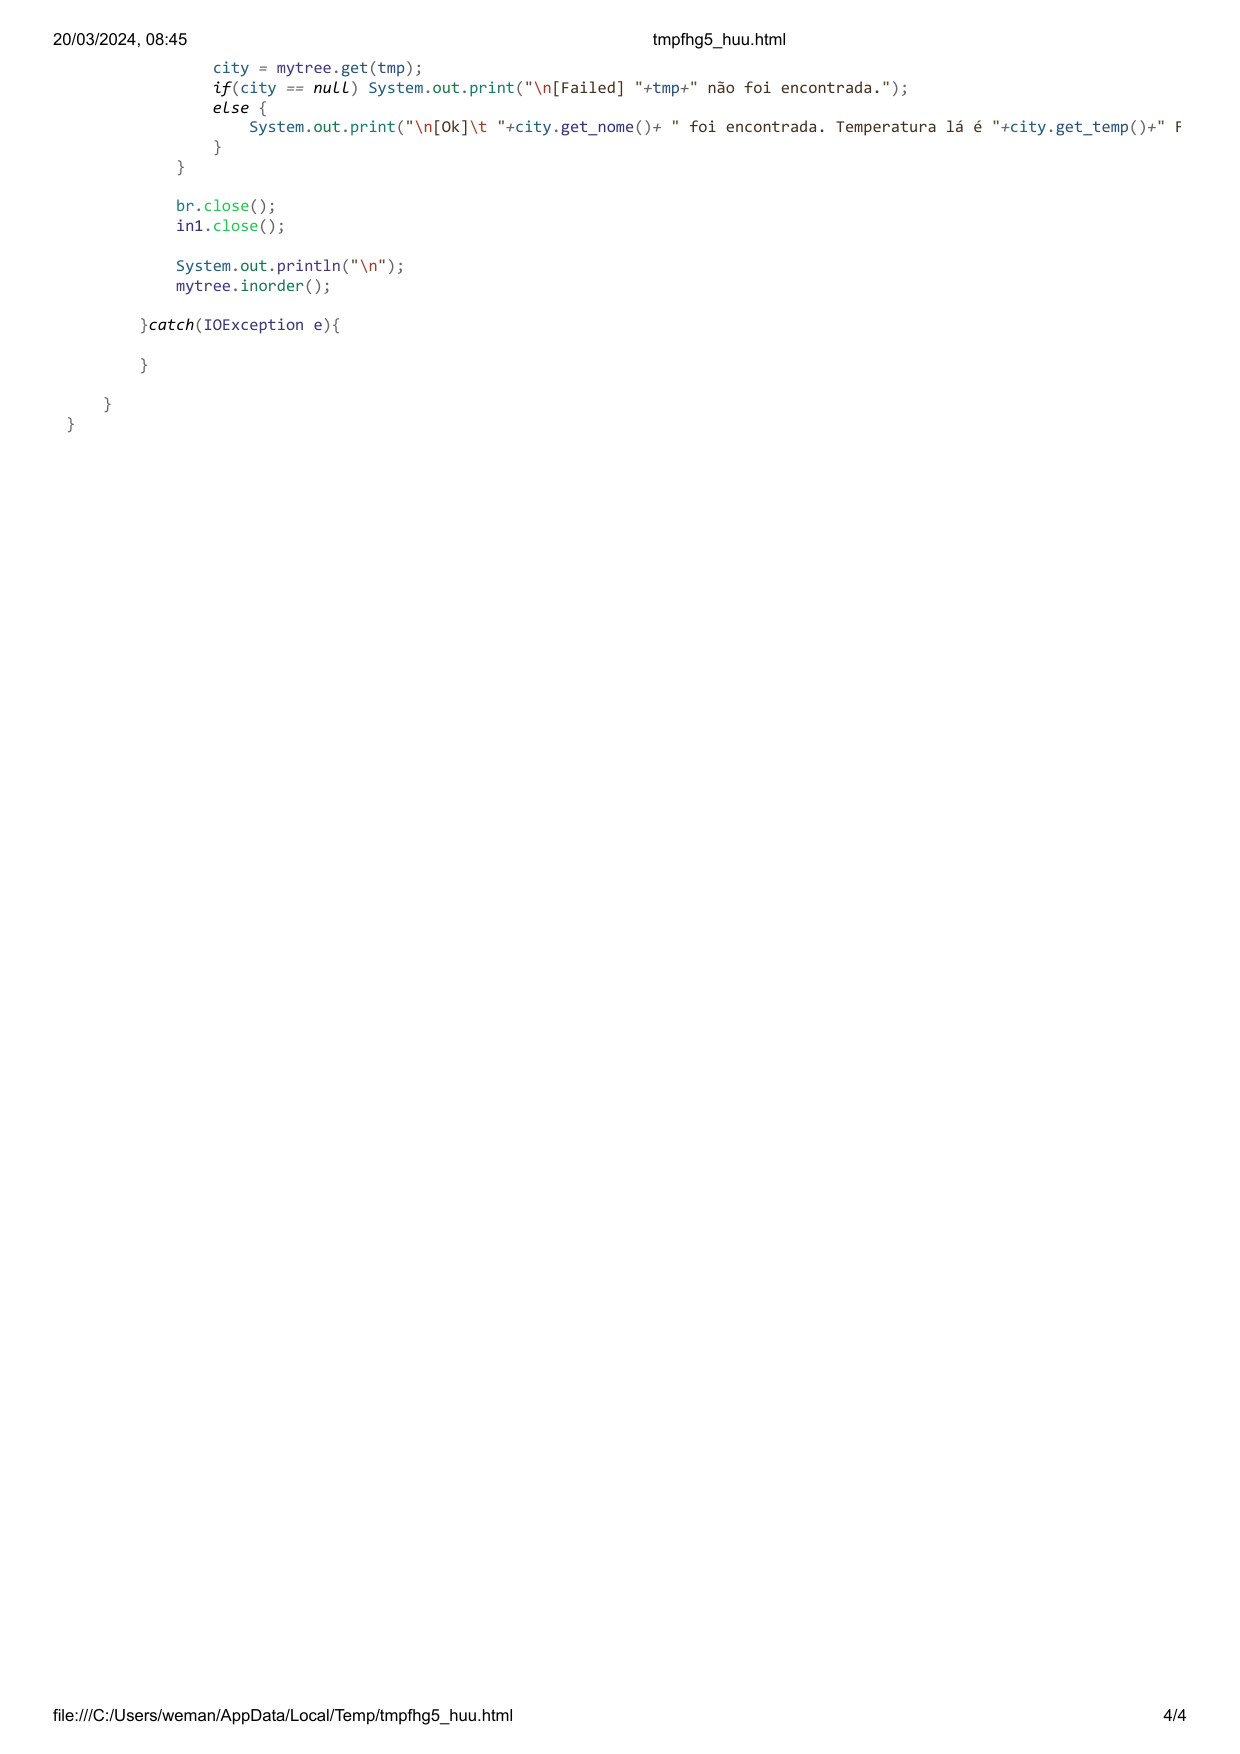 20/03/2024, 08:45 tmpfhg5_huu.html
city = mytree.get(tmp);
if(city == null) System.out.print("\n[Failed] "+tmp+" não foi encontrada.");
else {
System.out.print("\n[Ok]\t "+city.get_nome()+ " foi encontrada. Temperatura lá é "+city.get_temp()+" F
}
}
br.close();
in1.close();
System.out.println("\n");
mytree.inorder();
}catch(IOException e){
}
}
}
file:///C:/Users/weman/AppData/Local/Temp/tmpfhg5_huu.html 4/4